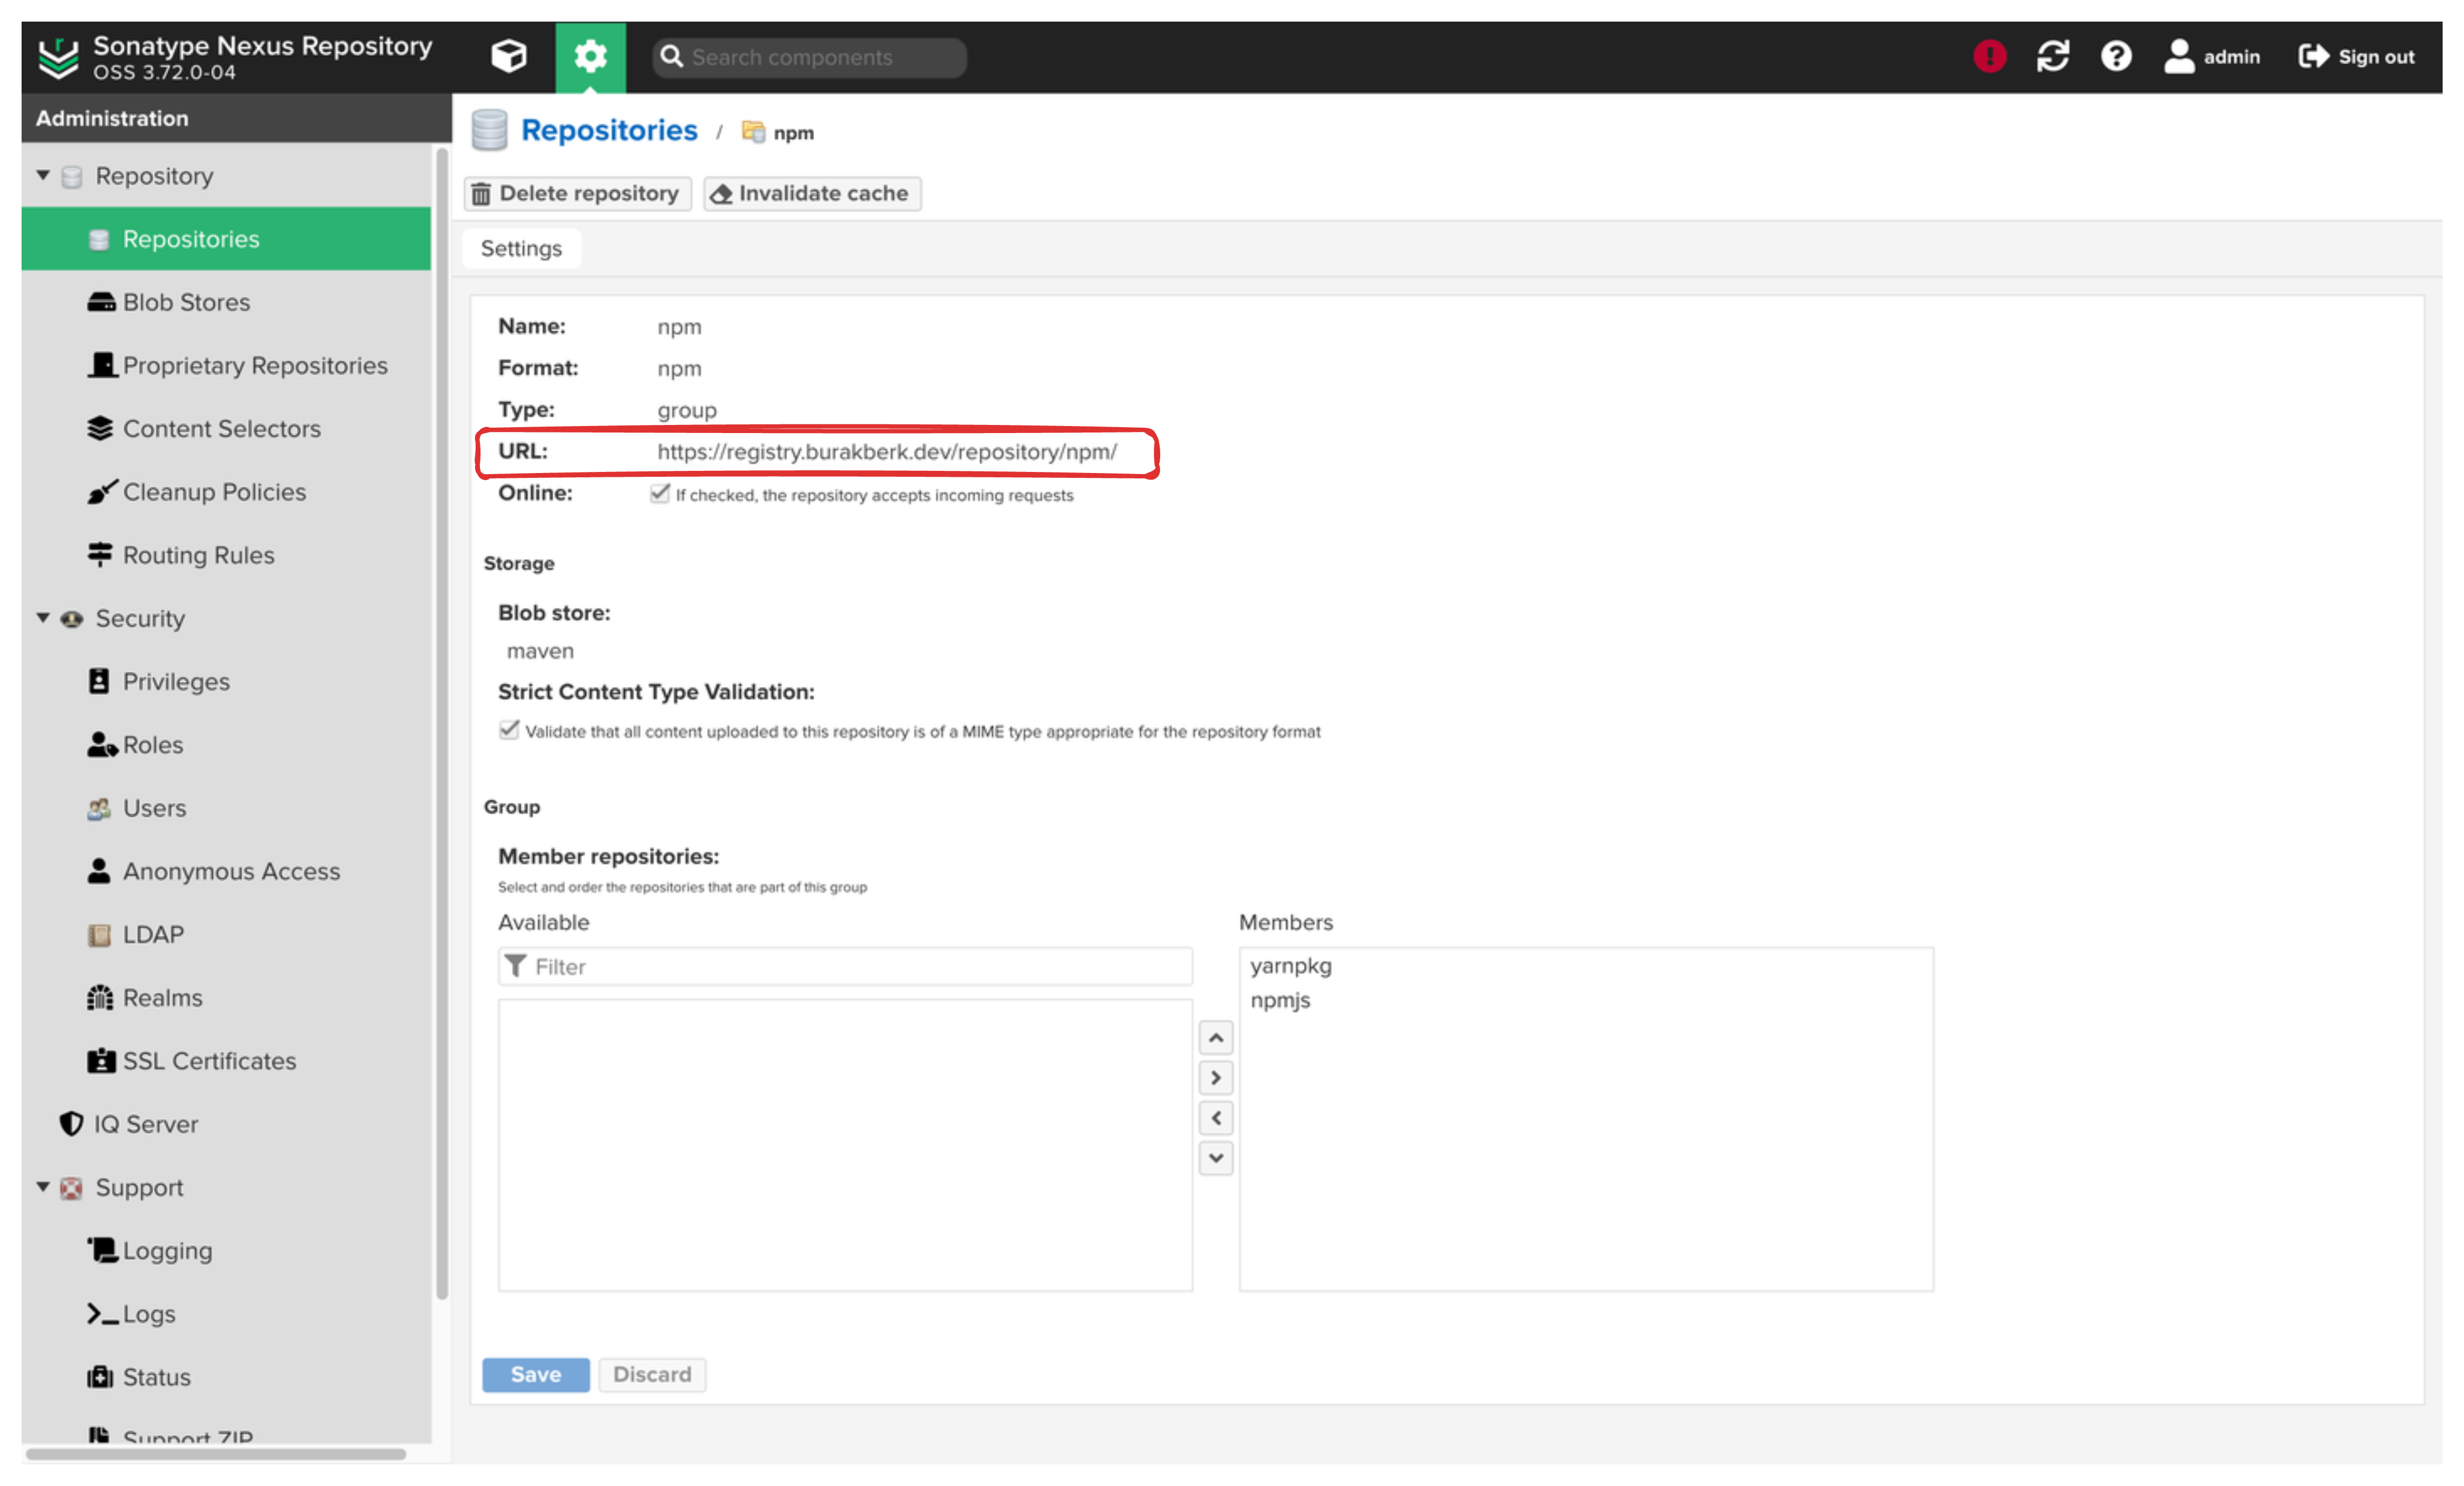 Sonatype Nexus Repository
OSS 3.72.0-04
Search components
admin
Sign out
Administration
Repository
Repositories
Blob Stores
Proprietary Repositories
Content Selectors
Cleanup Policies
Routing Rules
Security
Privileges
Roles
Users
Anonymous Access
LDAP
Realms
SSL Certificates
IQ Server
Support
Logging
Logs
Status
Support ZIP
Repositories / npm
Delete repository
Invalidate cache
Settings
Name: npm
Format: npm
Type: group
URL: https://registry.burakberk.dev/repository/npm/
Online: If checked, the repository accepts incoming requests
Storage
Blob store:
maven
Strict Content Type Validation:
Validate that all content uploaded to this repository is of a MIME type appropriate for the repository format
Group
Member repositories:
Select and order the repositories that are part of this group
Available
Filter
Members
yarnpkg
npmjs
Save
Discard